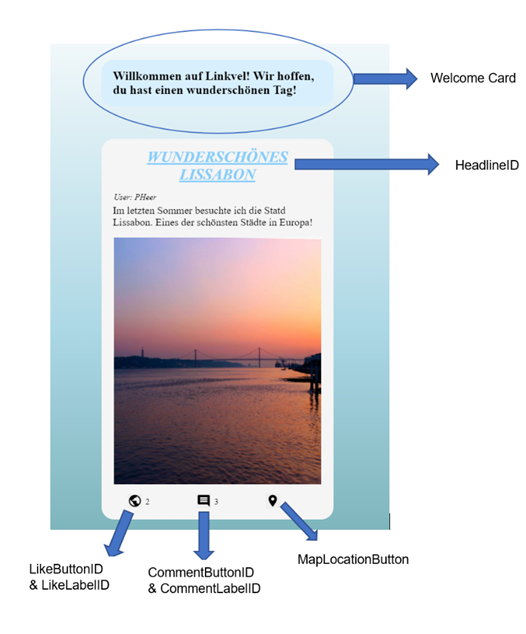 Willkommen auf Linkvel! Wir hoffen,
du hast einen wunderschönen Tag!
Welcome Card
WUNDERSCHÖNES
LISSABON
HeadlineID
User: PHeer
Im letzten Sommer besuchte ich die Statd
Lissabon. Eines der schönsten Städte in Europa!
2
3
LikeButtonID
& LikeLabelID
CommentButtonID
& CommentLabelID
MapLocationButton